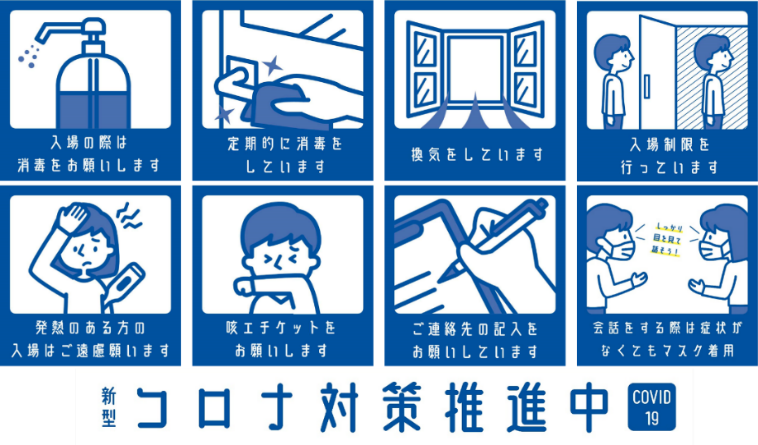 入場の際は
消毒をお願いします
定期的に消毒を
しています
換気をしています
入場制限を
行っています
発熱のある方の
入場はご遠慮願います
咳エチケットを
お願いします
ご連絡先の記入を
お願いしています
しっかり
目を見て
話そう！
会話をする際は症状が
なくてもマスク着用
新型
コロナ対策推進中
COVID
19